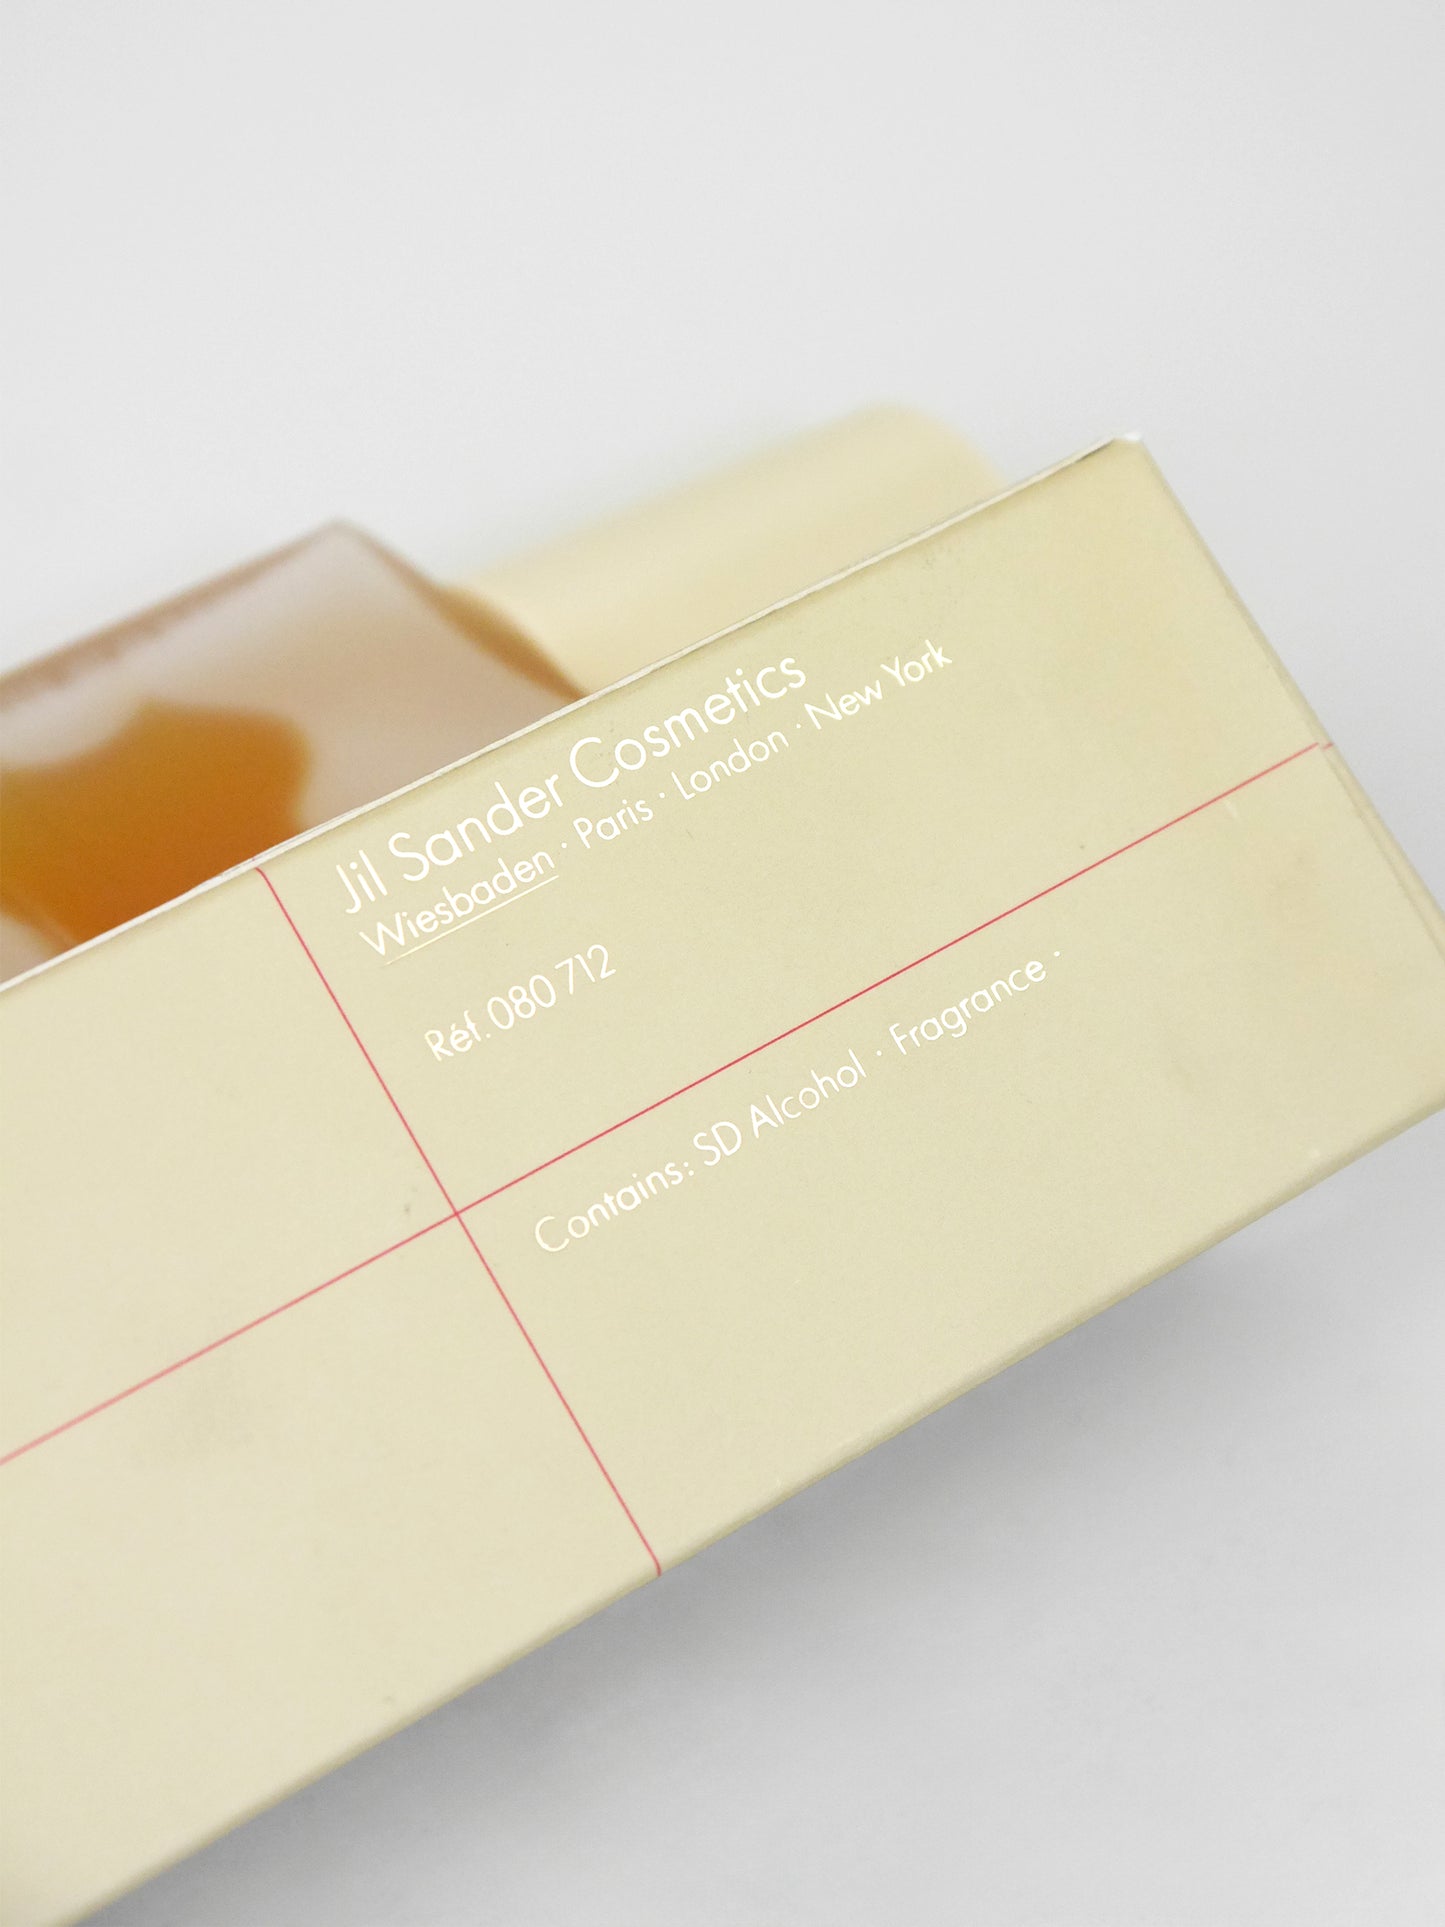 Jil Sander Cosmetics
Wiesbaden · Paris · London · New York
Réf. 080 712
Contains: SD Alcohol · Fragrance ·